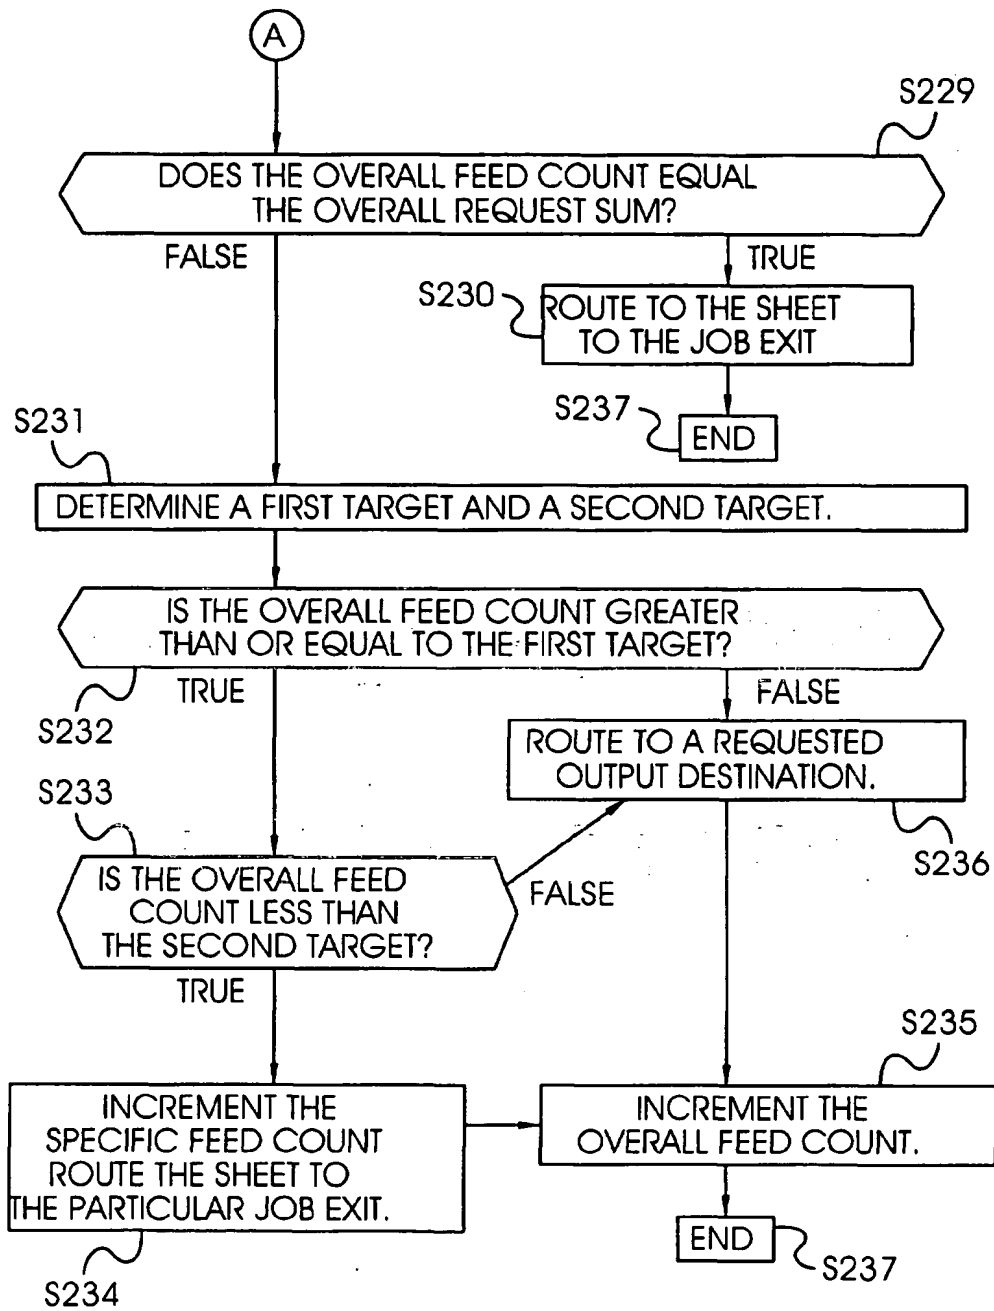 A
S229
DOES THE OVERALL FEED COUNT EQUAL
THE OVERALL REQUEST SUM?
FALSE
TRUE
S230
ROUTE TO THE SHEET
TO THE JOB EXIT
S237
END
S231
DETERMINE A FIRST TARGET AND A SECOND TARGET.
IS THE OVERALL FEED COUNT GREATER
THAN OR EQUAL TO THE FIRST TARGET?
TRUE
FALSE
S232
ROUTE TO A REQUESTED
OUTPUT DESTINATION.
S233
S236
IS THE OVERALL FEED
COUNT LESS THAN
THE SECOND TARGET?
FALSE
TRUE
S235
INCREMENT THE
SPECIFIC FEED COUNT
ROUTE THE SHEET TO
THE PARTICULAR JOB EXIT.
INCREMENT THE
OVERALL FEED COUNT.
S234
END
S237